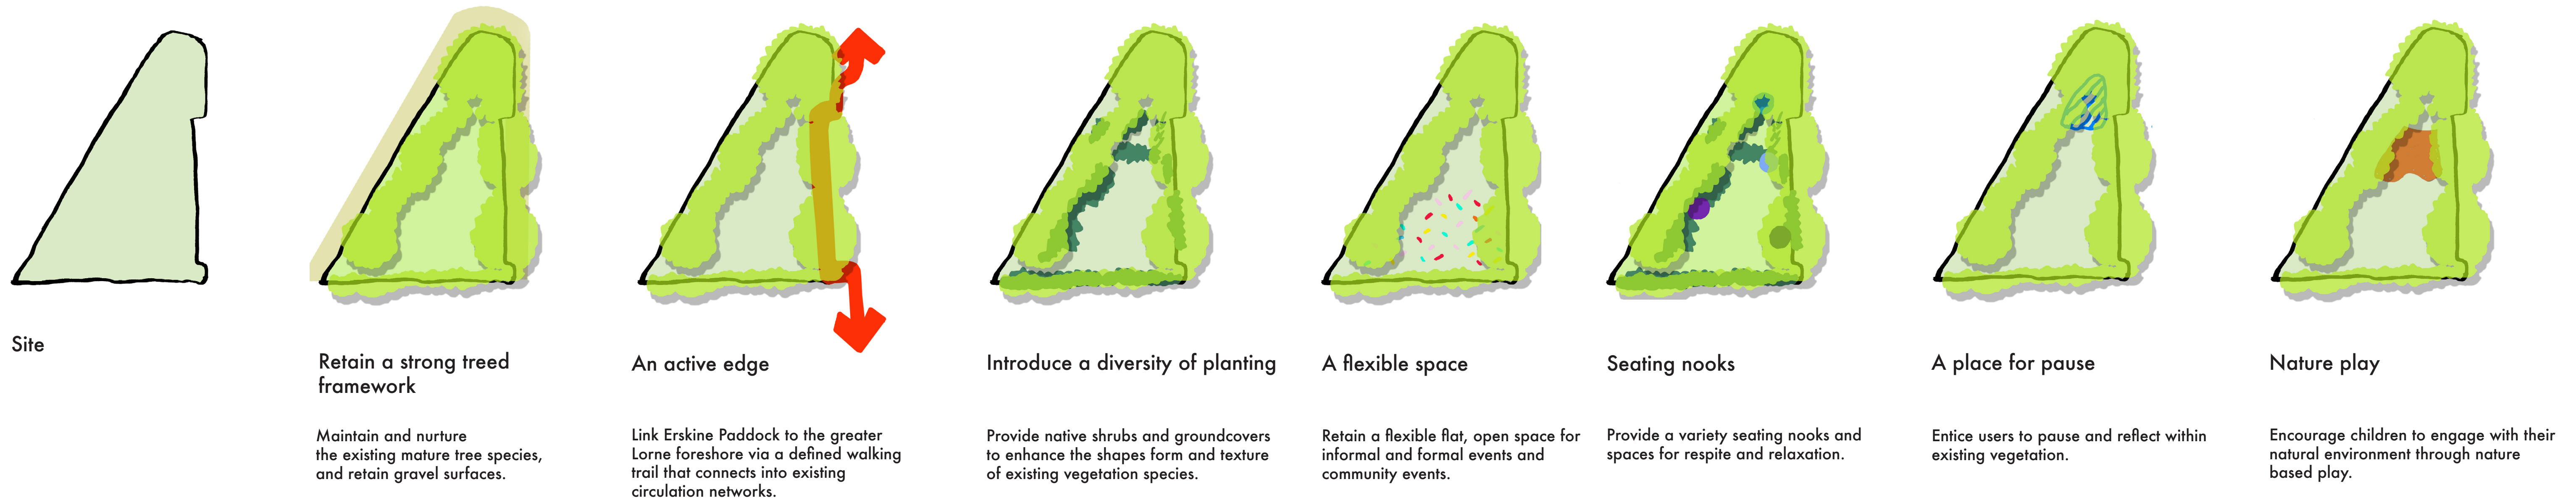 Site
Retain a strong treed
framework
Maintain and nurture
the existing mature tree species,
and retain gravel surfaces.
An active edge
Link Erskine Paddock to the greater
Lorne foreshore via a defined walking
trail that connects into existing
circulation networks.
Introduce a diversity of planting
Provide native shrubs and groundcovers
to enhance the shapes form and texture
of existing vegetation species.
A flexible space
Retain a flexible flat, open space for
informal and formal events and
community events.
Seating nooks
Provide a variety seating nooks and
spaces for respite and relaxation.
A place for pause
Entice users to pause and reflect within
existing vegetation.
Nature play
Encourage children to engage with their
natural environment through nature
based play.